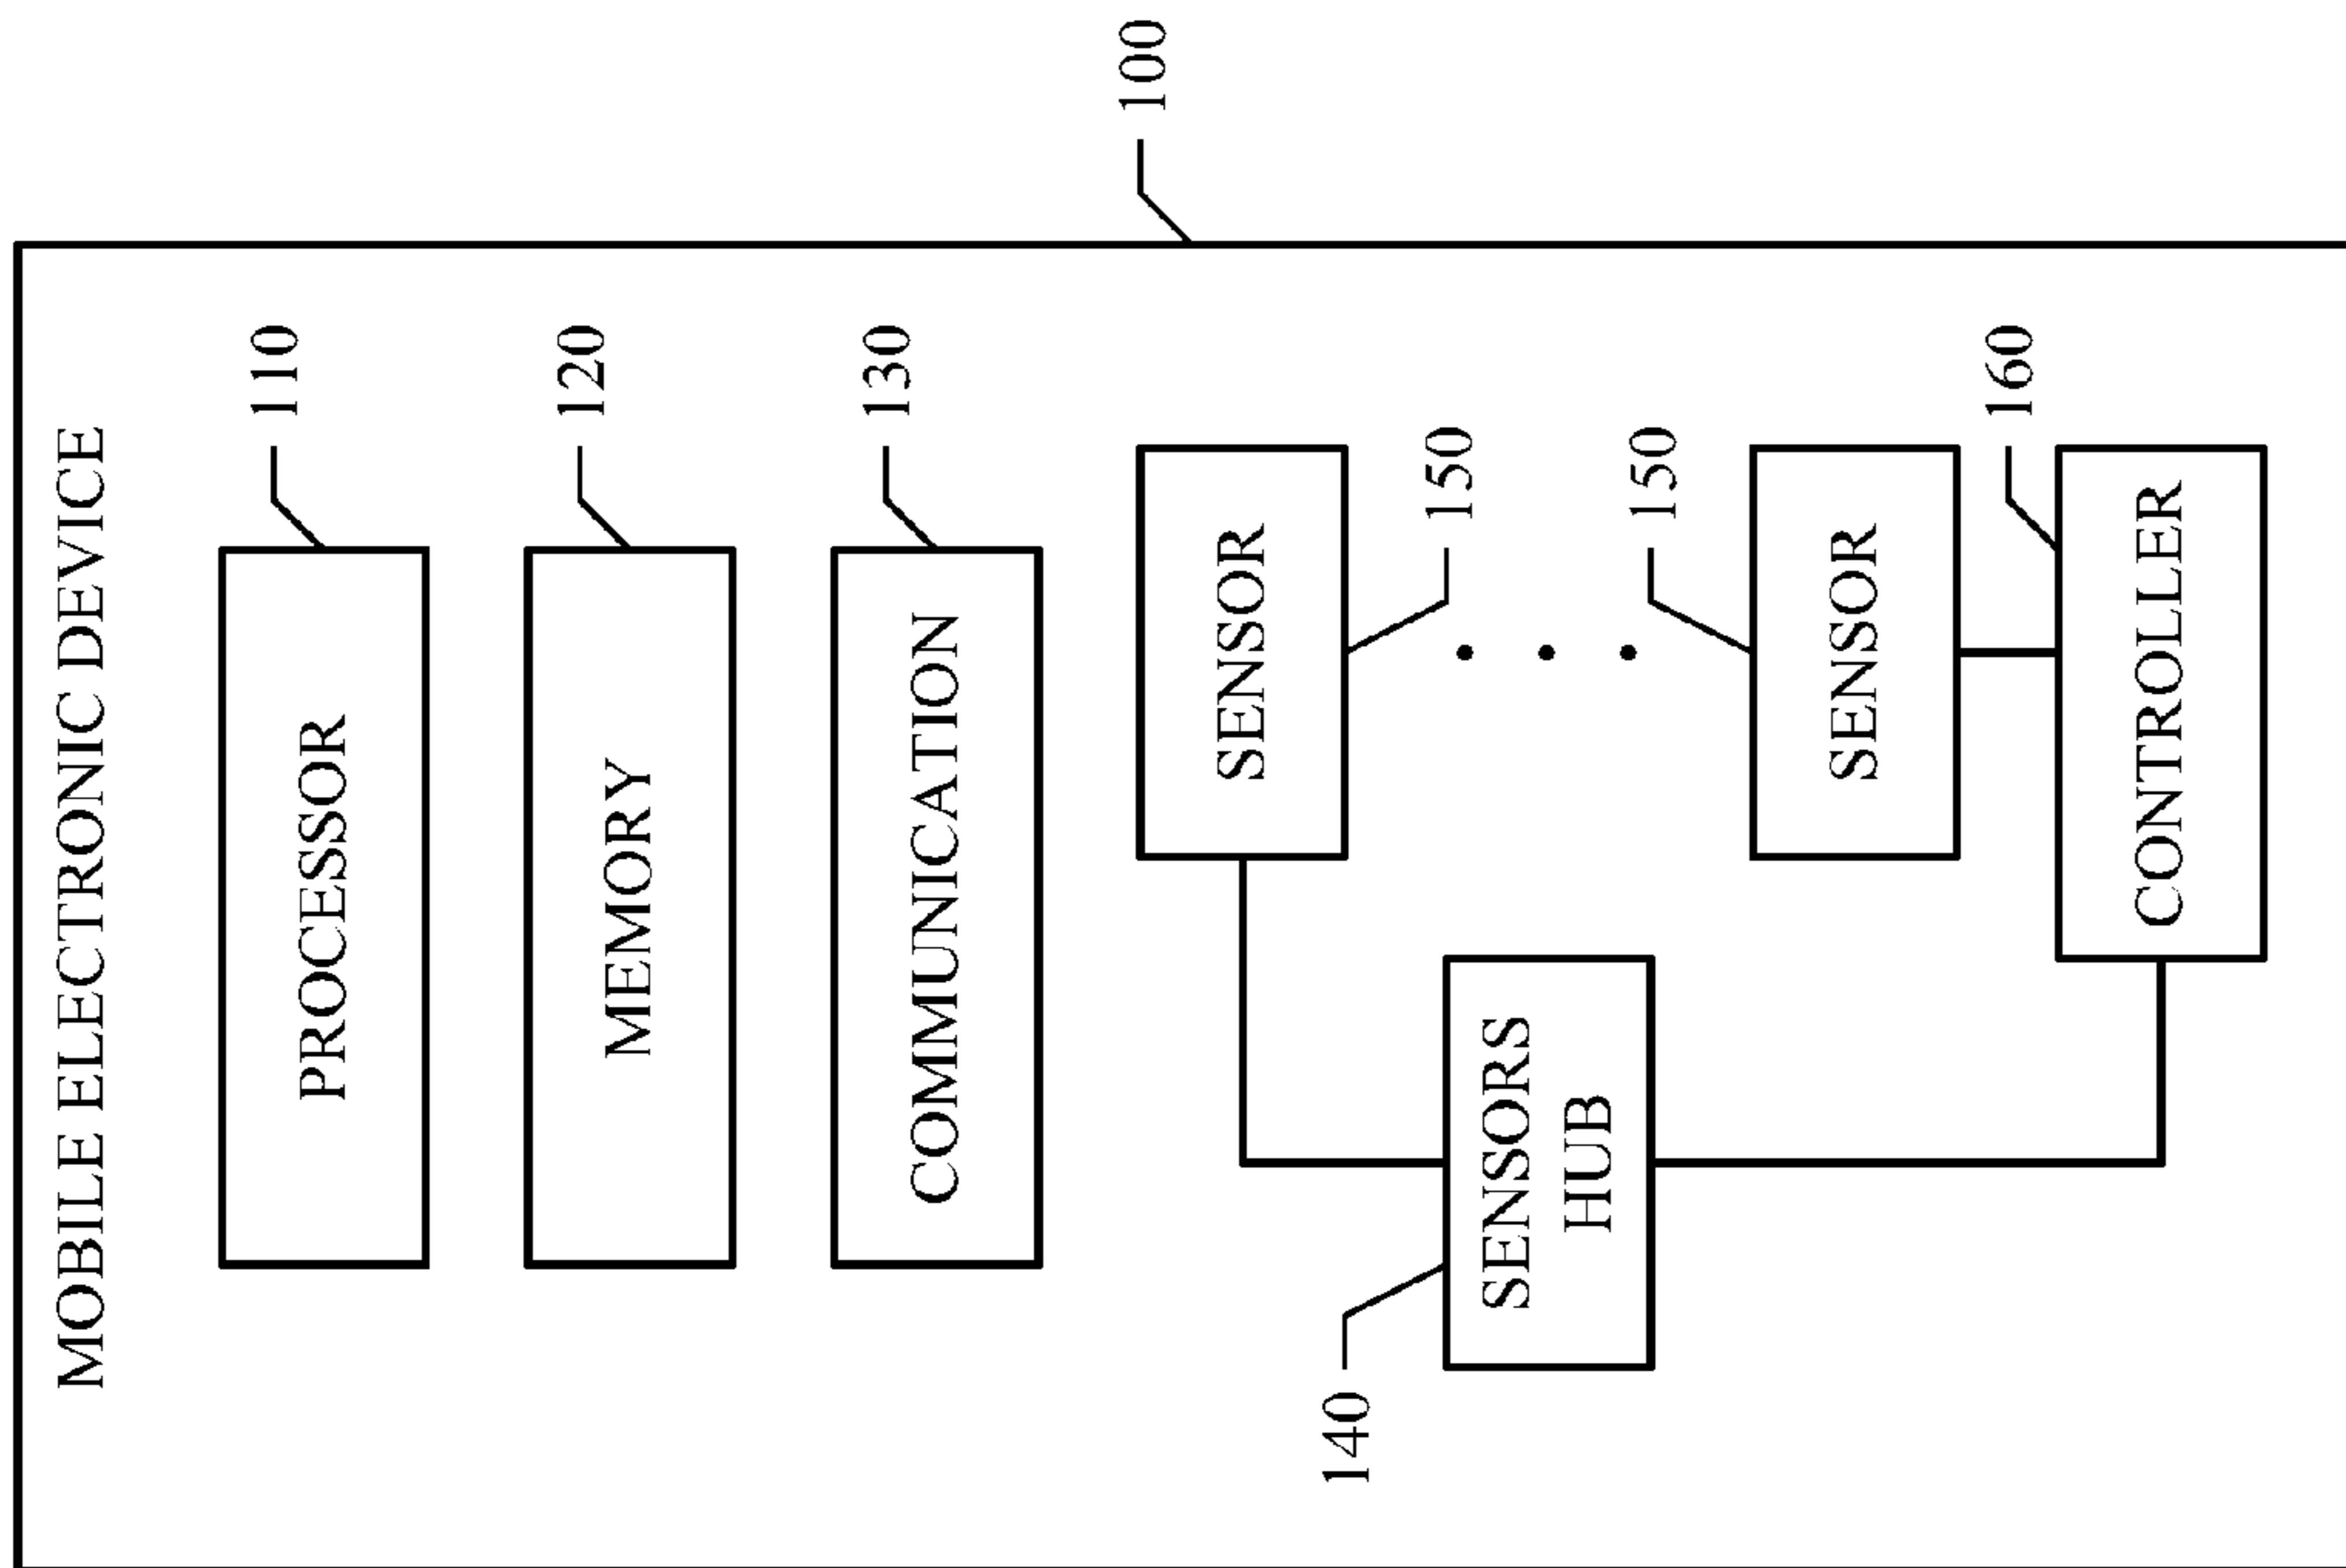 MOBILE ELECTRONIC DEVICE
100
PROCESSOR
110
MEMORY
120
COMMUNICATION
130
SENSOR
150
140
SENSORS
HUB
150
SENSOR
160
CONTROLLER